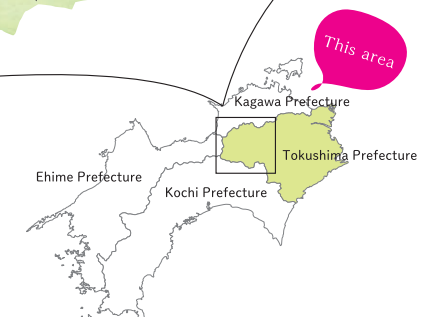 This area
Kagawa Prefecture
Tokushima Prefecture
Ehime Prefecture
Kochi Prefecture